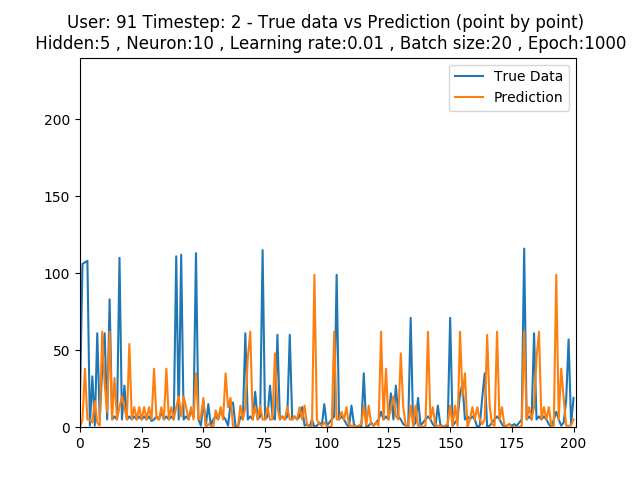 User: 91 Timestep: 2 - True data vs Prediction (point by point)
Hidden:5 , Neuron:10 , Learning rate:0.01 , Batch size:20 , Epoch:1000
True Data
Prediction
200
150
100
50
0
0 25 50 75 100 125 150 175 200